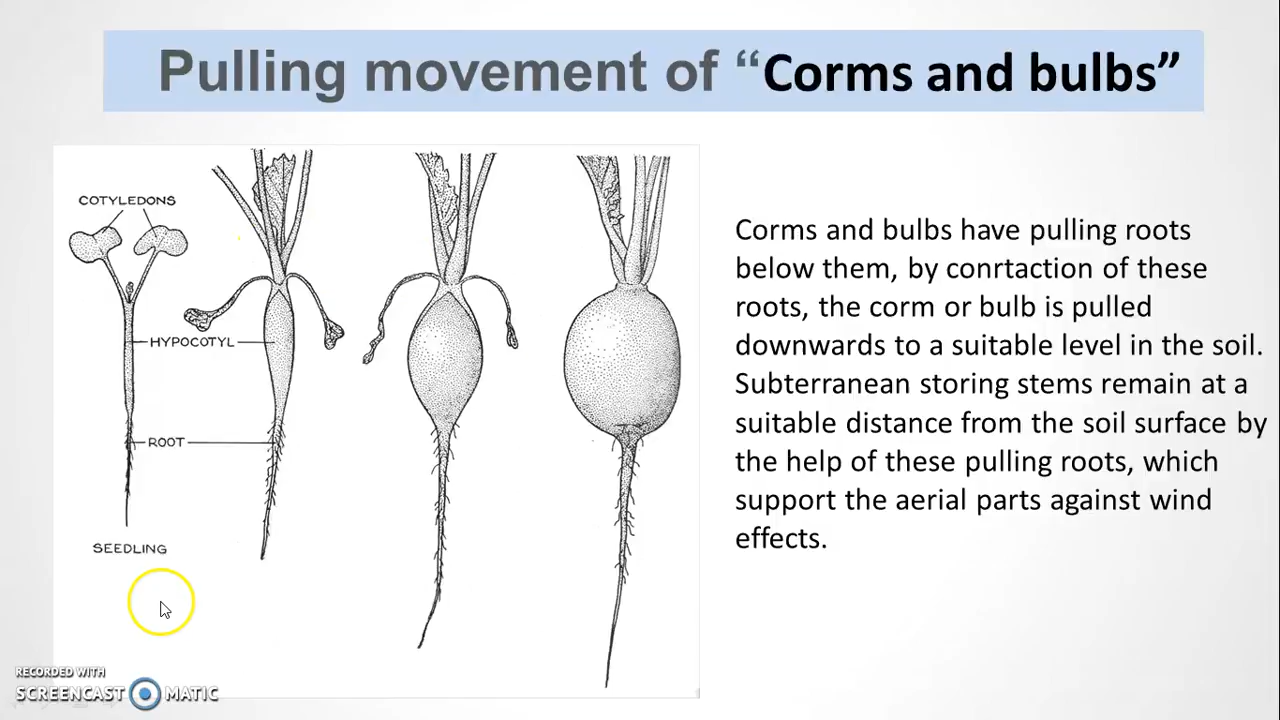 Pulling movement of “Corms and bulbs”
COTYLEDONS
HYPOCOTYL
ROOT
SEEDLING
Corms and bulbs have pulling roots
below them, by conrtaction of these
roots, the corm or bulb is pulled
downwards to a suitable level in the soil.
Subterranean storing stems remain at a
suitable distance from the soil surface by
the help of these pulling roots, which
support the aerial parts against wind
effects.
RECORDED WITH
SCREENCAST MATIC